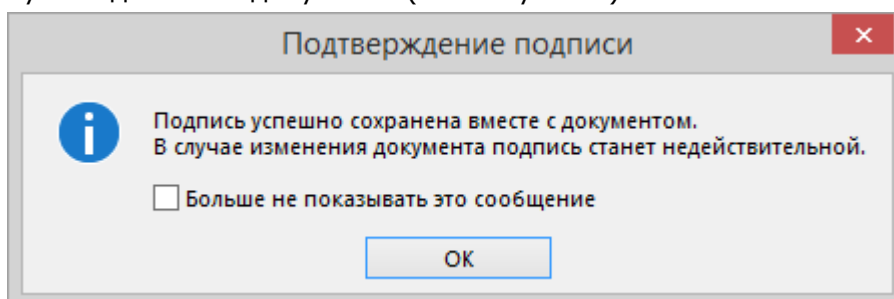 Подтверждение подписи
Подпись успешно сохранена вместе с документом.
В случае изменения документа подпись станет недействительной.
Больше не показывать это сообщение
ОК